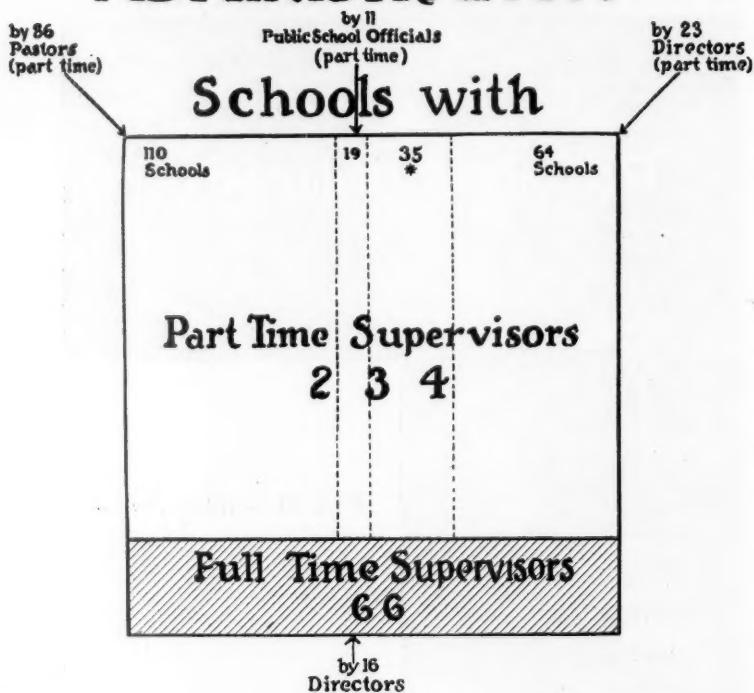 by 86
Pastors
(part time)
by 11
Public School Officials
(part time)
by 23
Directors
(part time)
Schools with
110
Schools
19
35
*
64
Schools
Part Time Supervisors
2 3 4
Full Time Supervisors
66
by 16
Directors